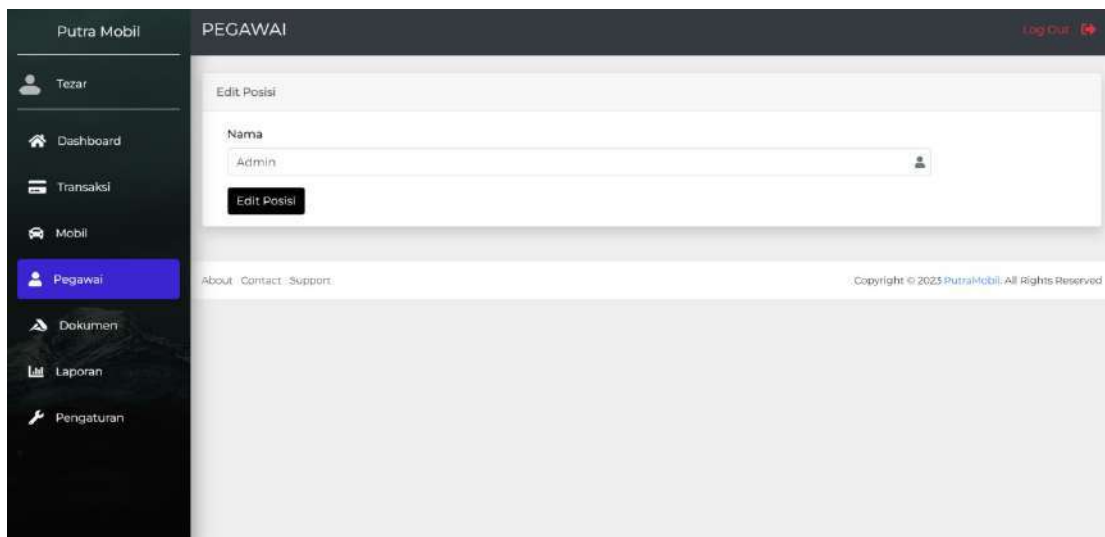 Putra Mobil
PEGAWAI
Log Out
Tezar
Edit Posisi
Dashboard
Nama
Admin
Transaksi
Edit Posisi
Mobil
Pegawai
About Contact Support
Copyright © 2023 PutraMobil. All Rights Reserved
Dokumen
Laporan
Pengaturan